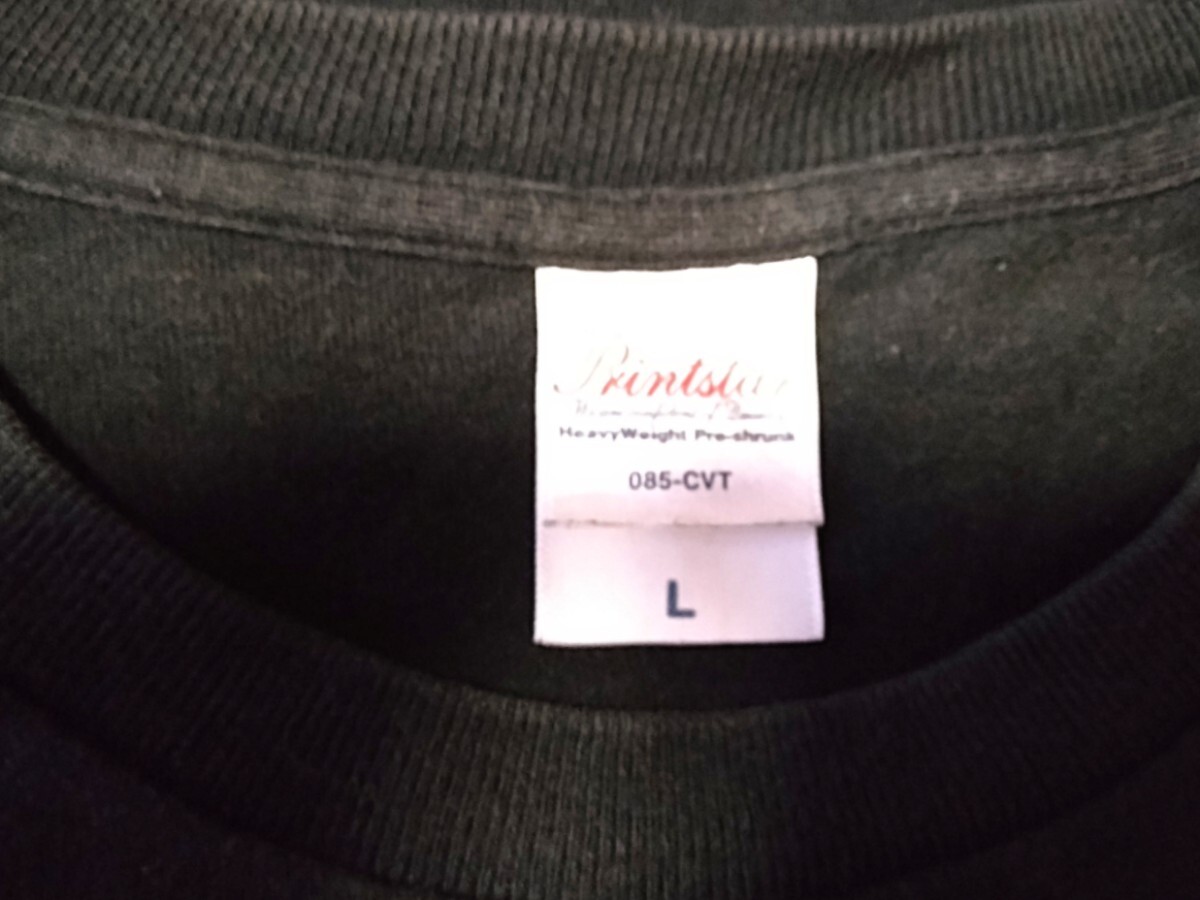 Printstar
HeavyWeight Pre-shrunk
085-CVT
L